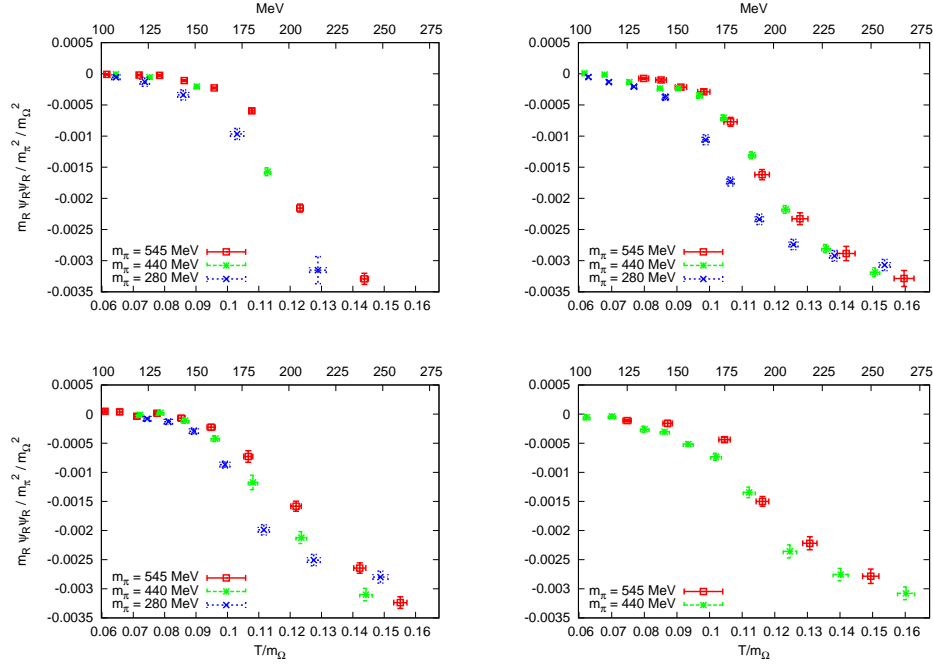 MeV MeV
100 125 150 175 200 225 250 275 100 125 150 175 200 225 250 275
0.0005 0.0005
0 0
-0.0005 -0.0005
-0.001 -0.001
-0.0015 -0.0015
-0.002 -0.002
-0.0025 -0.0025
-0.003 -0.003
-0.0035 -0.0035
m_R ψ_Rψ_R / m_π^2 / m_Ω^2
m_π = 545 MeV m_π = 545 MeV
m_π = 440 MeV m_π = 440 MeV
m_π = 280 MeV m_π = 280 MeV
0.06 0.07 0.08 0.09 0.1 0.11 0.12 0.13 0.14 0.15 0.16 0.06 0.07 0.08 0.09 0.1 0.11 0.12 0.13 0.14 0.15 0.16
100 125 150 175 200 225 250 275 100 125 150 175 200 225 250 275
0.0005 0.0005
0 0
-0.0005 -0.0005
-0.001 -0.001
-0.0015 -0.0015
-0.002 -0.002
-0.0025 -0.0025
-0.003 -0.003
-0.0035 -0.0035
m_R ψ_Rψ_R / m_π^2 / m_Ω^2
m_π = 545 MeV m_π = 545 MeV
m_π = 440 MeV m_π = 440 MeV
m_π = 280 MeV
0.06 0.07 0.08 0.09 0.1 0.11 0.12 0.13 0.14 0.15 0.16 0.06 0.07 0.08 0.09 0.1 0.11 0.12 0.13 0.14 0.15 0.16
T/m_Ω T/m_Ω